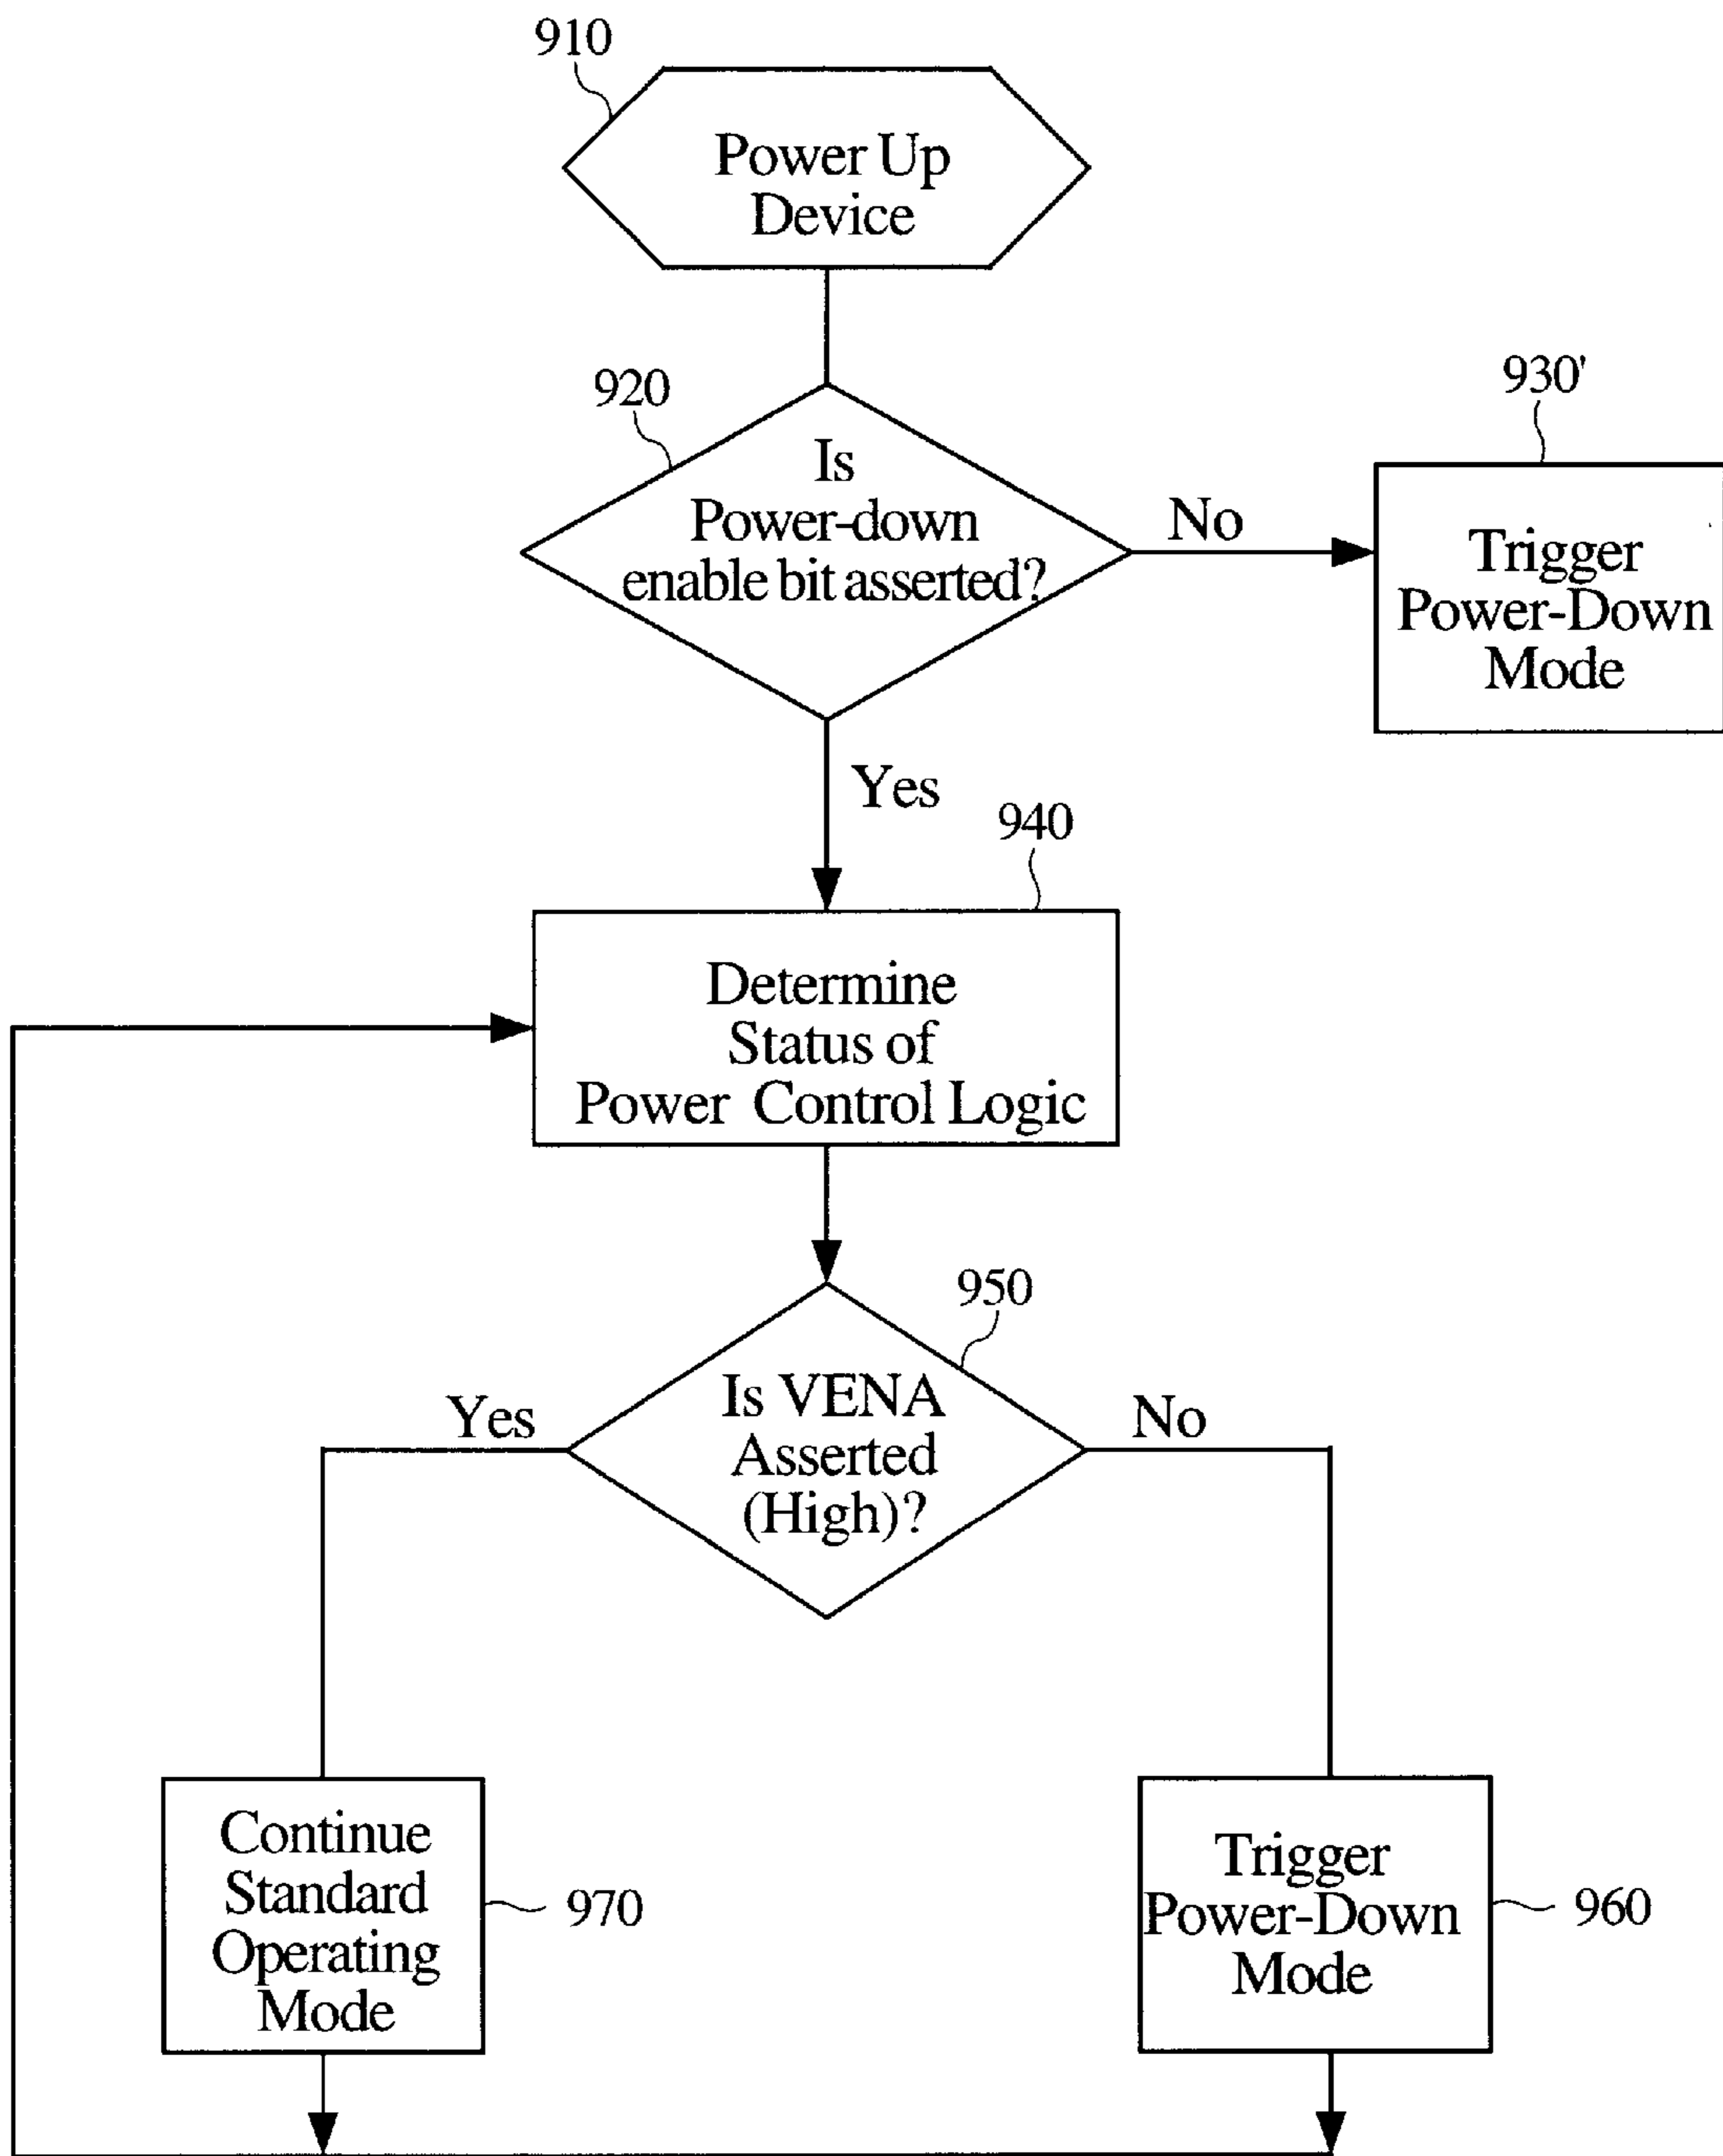 910
Power Up
Device
920
Is
Power-down
enable bit asserted?
No
930'
Trigger
Power-Down
Mode
Yes
940
Determine
Status of
Power Control Logic
950
Is VENA
Asserted
(High)?
Yes
No
Continue
Standard
Operating
Mode
970
Trigger
Power-Down
Mode
960